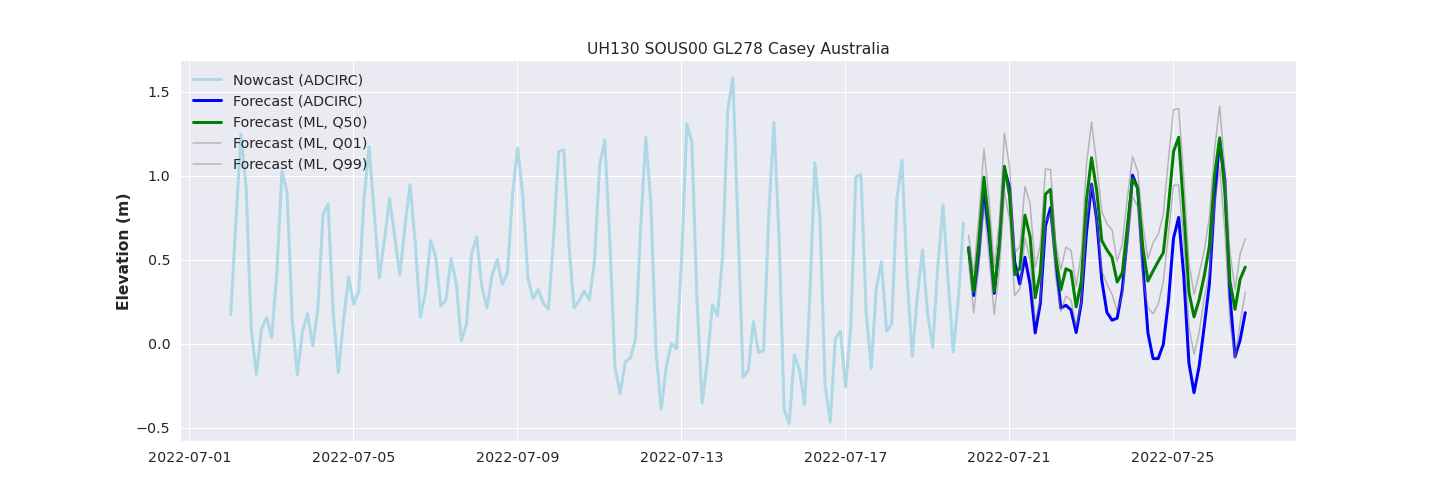 UH130 SOUS00 GL278 Casey Australia
Nowcast (ADCIRC)
Forecast (ADCIRC)
Forecast (ML, Q50)
Forecast (ML, Q01)
Forecast (ML, Q99)
Elevation (m)
1.5
1.0
0.5
0.0
−0.5
2022-07-01
2022-07-05
2022-07-09
2022-07-13
2022-07-17
2022-07-21
2022-07-25